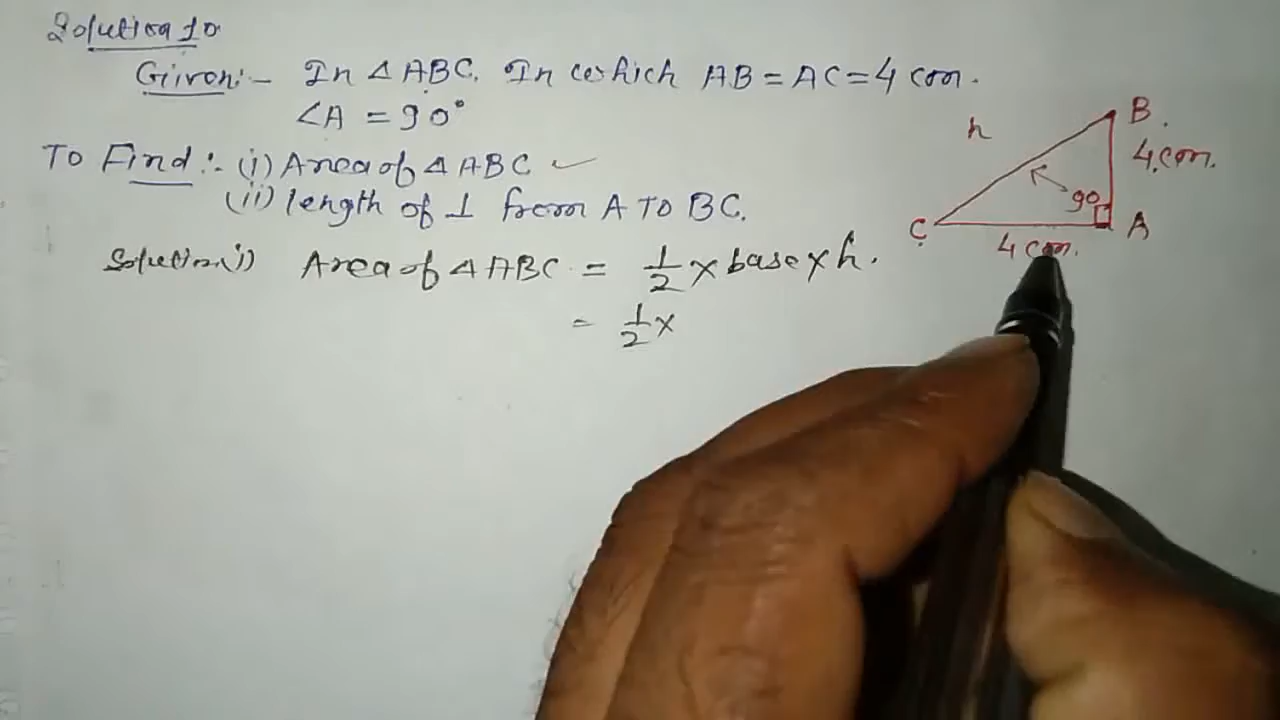 Solution 10
Given:- In △ABC, In which AB = AC = 4 cm.
∠A = 90°
To Find:- (i) Area of △ABC ✓
(ii) length of ⊥ from A TO BC.
Solution(i) Area of △ABC = 1/2 × base × h.
= 1/2 ×
h
B.
4 cm.
90
C
A
4 cm.